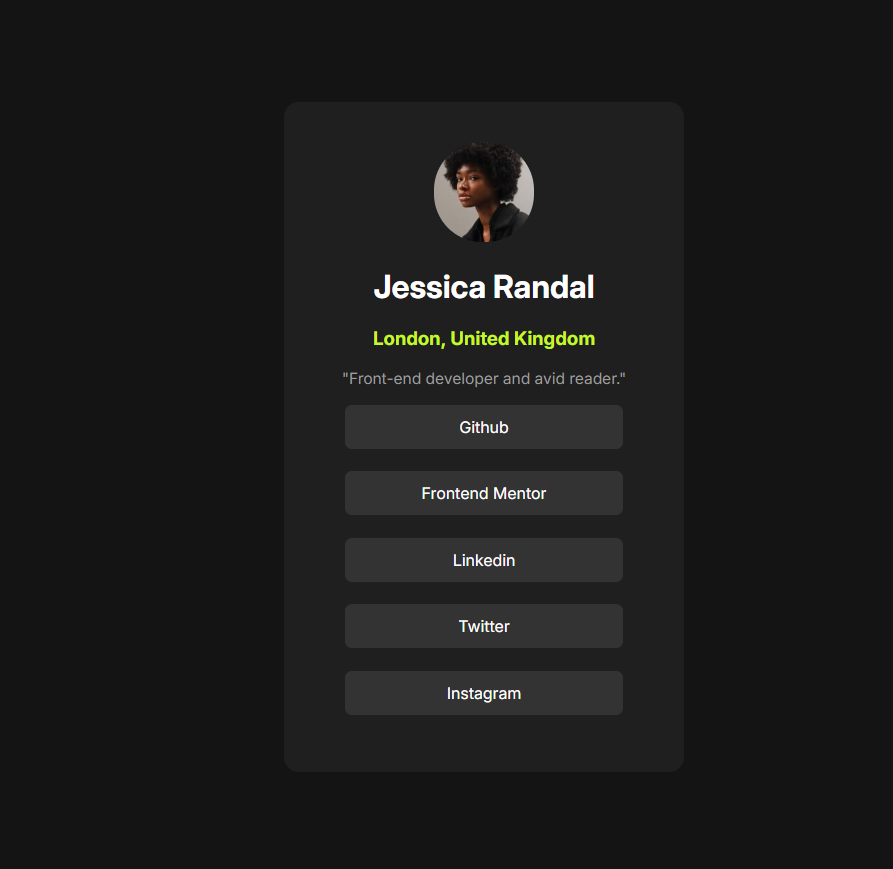 Jessica Randal
London, United Kingdom
"Front-end developer and avid reader."
Github
Frontend Mentor
Linkedin
Twitter
Instagram